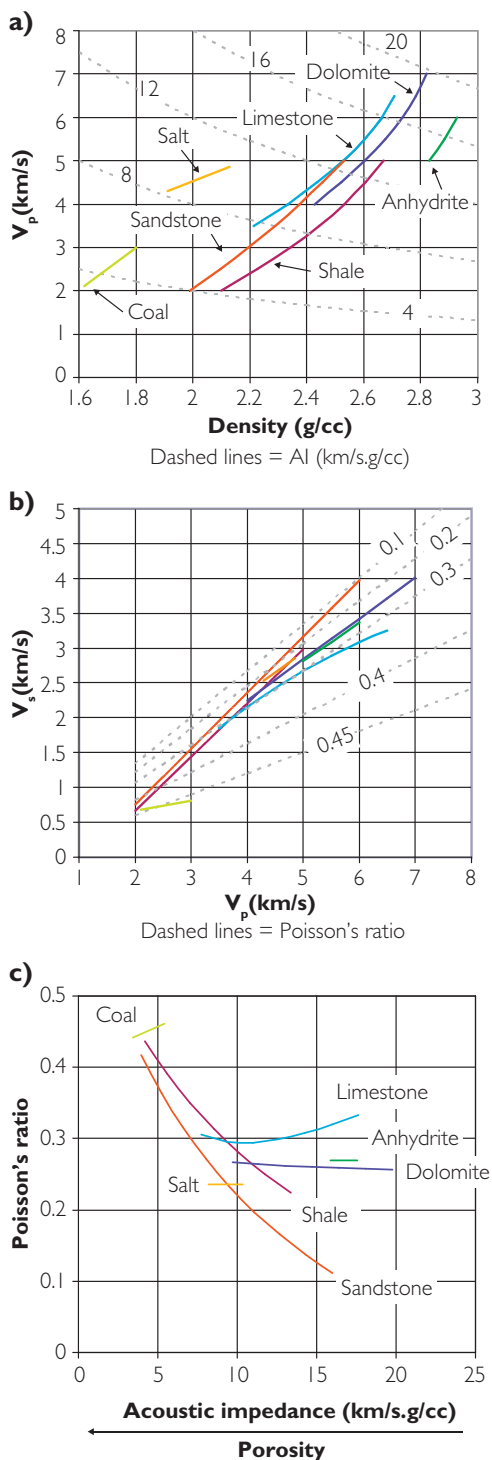 a)
8
7
6
5
4
3
2
1
0
V_p(km/s)
20
16
12
8
4
Dolomite
Limestone
Salt
Anhydrite
Sandstone
Shale
Coal
1.6 1.8 2 2.2 2.4 2.6 2.8 3
Density (g/cc)
Dashed lines = AI (km/s.g/cc)
b)
5
4.5
4
3.5
3
2.5
2
1.5
1
0.5
0
V_s(km/s)
0.1
0.2
0.3
0.4
0.45
1 2 3 4 5 6 7 8
V_p(km/s)
Dashed lines = Poisson's ratio
c)
0.5
0.4
0.3
0.2
0.1
0
Poisson's ratio
Coal
Limestone
Anhydrite
Dolomite
Salt
Shale
Sandstone
0 5 10 15 20 25
Acoustic impedance (km/s.g/cc)
Porosity